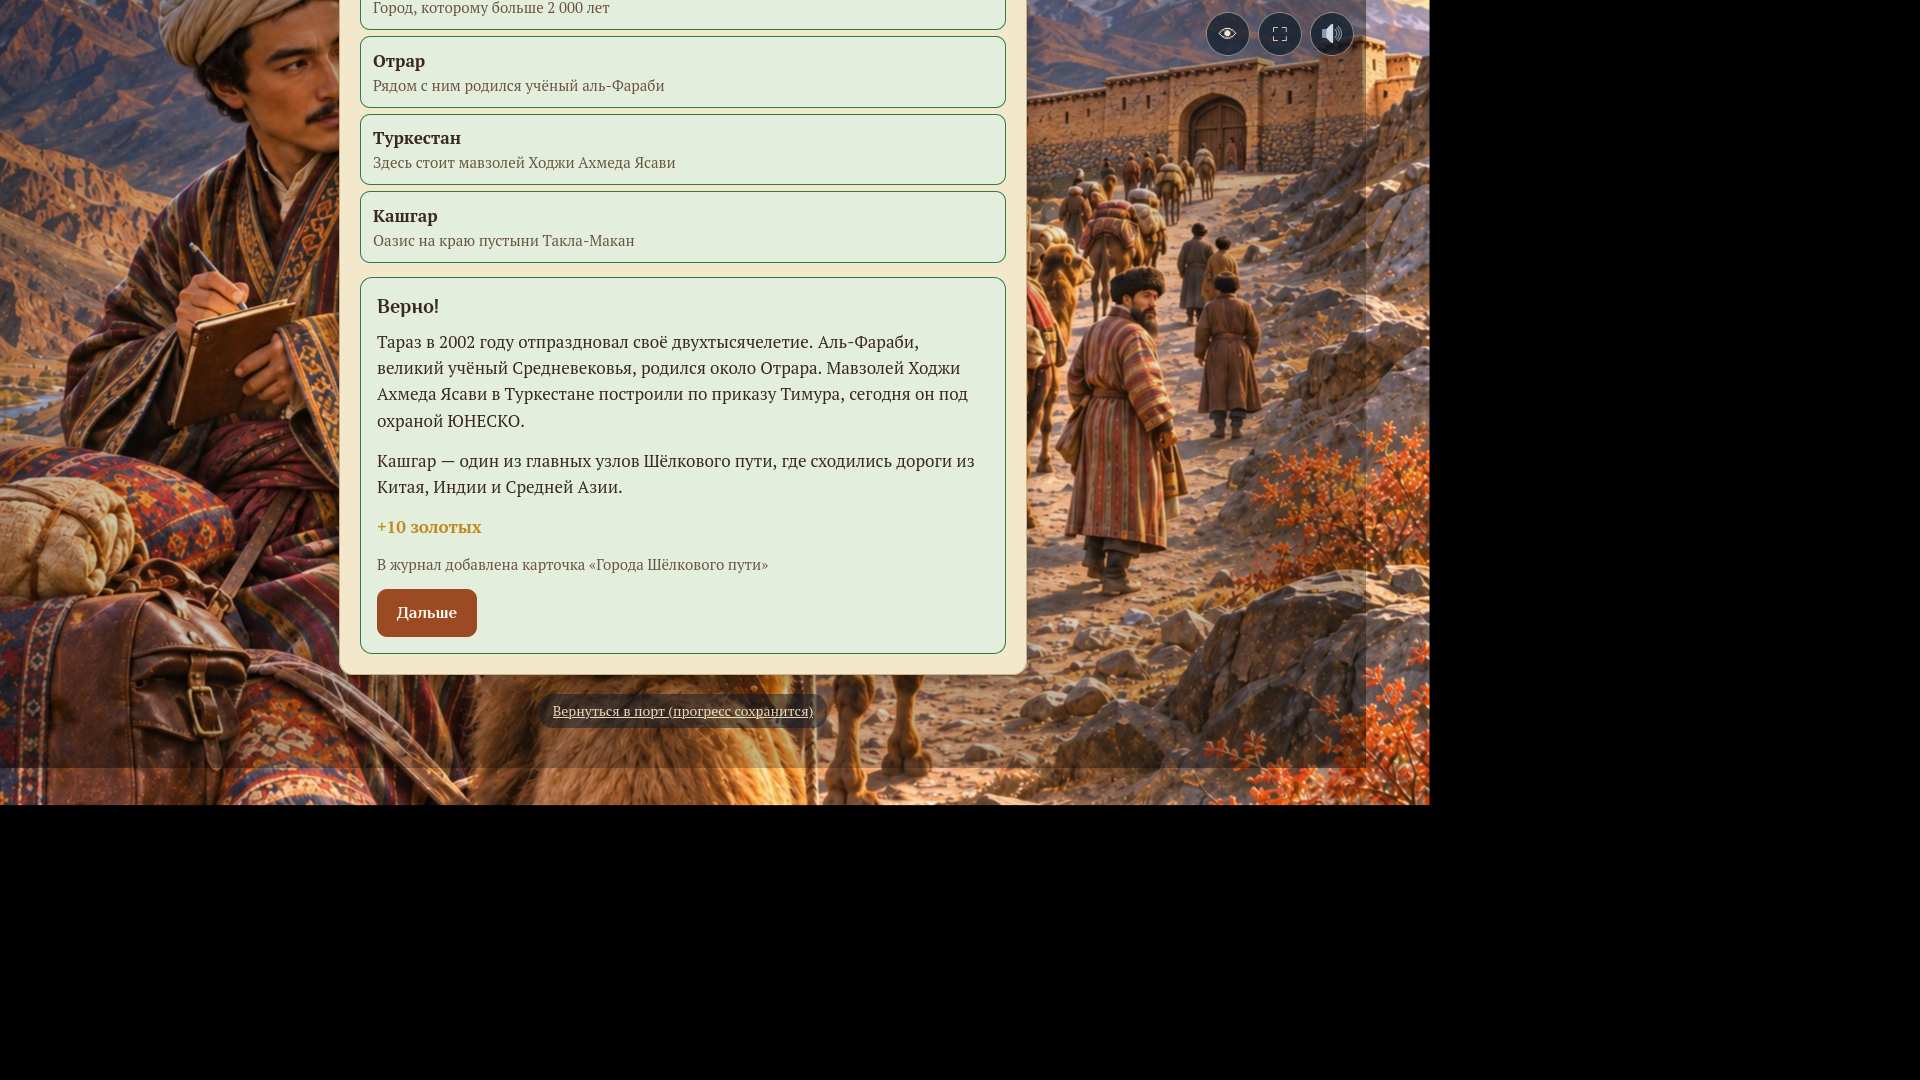 Город, которому больше 2 000 лет
Отрар
Рядом с ним родился учёный аль-Фараби
Туркестан
Здесь стоит мавзолей Ходжи Ахмеда Ясави
Кашгар
Оазис на краю пустыни Такла-Макан
Верно!
Тараз в 2002 году отпраздновал своё двухтысячелетие. Аль-Фараби,
великий учёный Средневековья, родился около Отрара. Мавзолей Ходжи
Ахмеда Ясави в Туркестане построили по приказу Тимура, сегодня он под
охраной ЮНЕСКО.
Кашгар — один из главных узлов Шёлкового пути, где сходились дороги из
Китая, Индии и Средней Азии.
+10 золотых
В журнал добавлена карточка «Города Шёлкового пути»
Дальше
Вернуться в порт (прогресс сохранится)